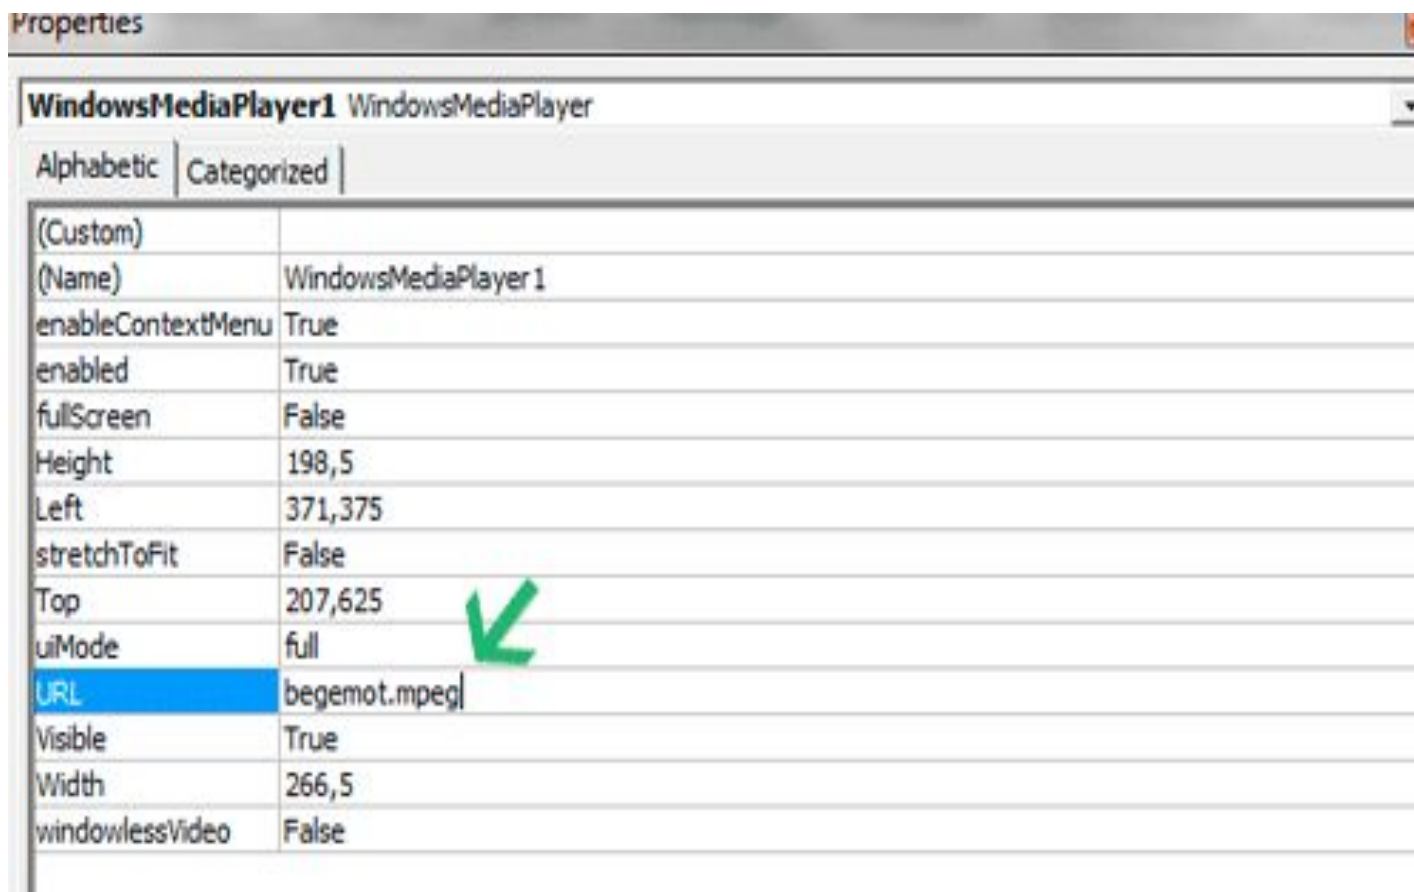 Properties
WindowsMediaPlayer1 WindowsMediaPlayer
Alphabetic Categorized
(Custom)
(Name) WindowsMediaPlayer1
enableContextMenu True
enabled True
fullScreen False
Height 198,5
Left 371,375
stretchToFit False
Top 207,625
uiMode full
URL begemot.mpeg
Visible True
Width 266,5
windowlessVideo False